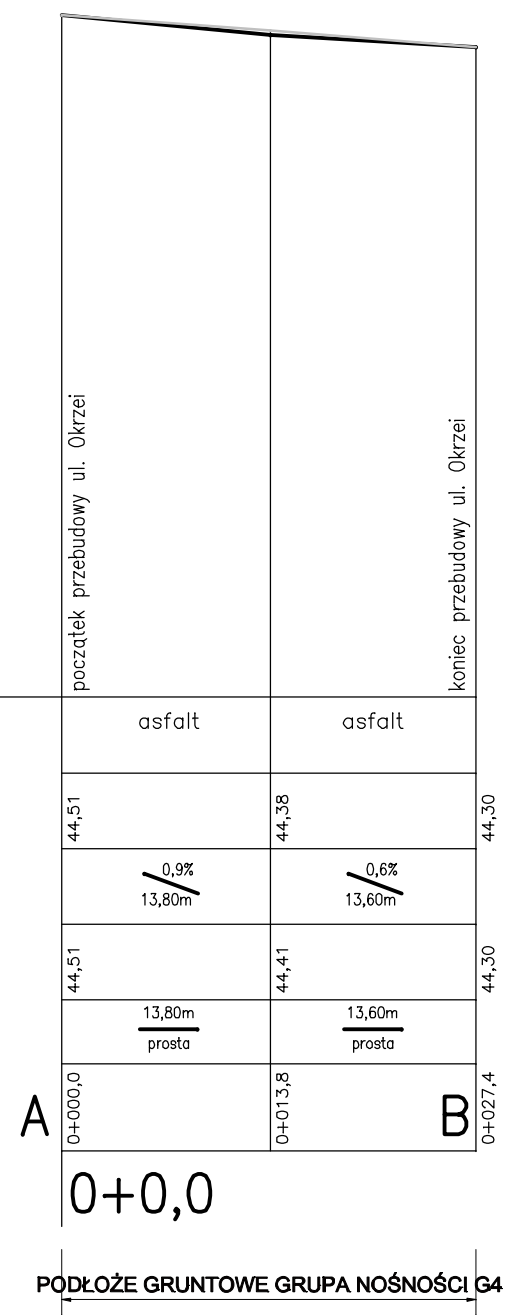 początek przebudowy ul. Okrzei
koniec przebudowy ul. Okrzei
asfalt asfalt
44,51 44,38 44,30
0,9% 0,6%
13,80m 13,60m
44,51 44,41 44,30
13,80m 13,60m
prosta prosta
A 0+000,0 0+013,8 B 0+027,4
0+0,0
PODŁOŻE GRUNTOWE GRUPA NOŚNOŚCI G4